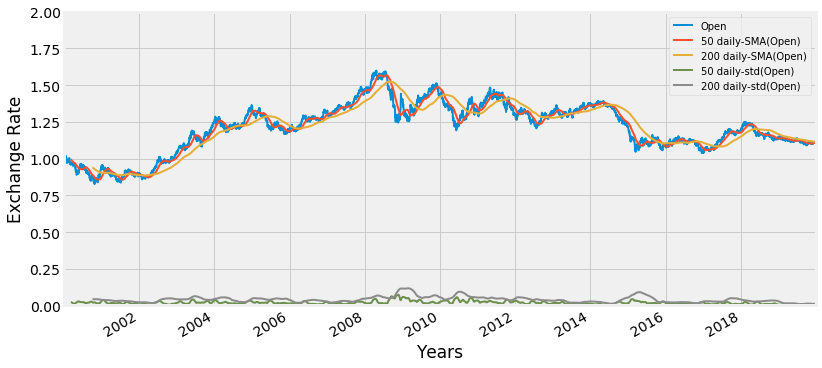 2.00
1.75
1.50
1.25
1.00
0.75
0.50
0.25
0.00
Exchange Rate
Open
50 daily-SMA(Open)
200 daily-SMA(Open)
50 daily-std(Open)
200 daily-std(Open)
2002
2004
2006
2008
2010
2012
2014
2016
2018
Years